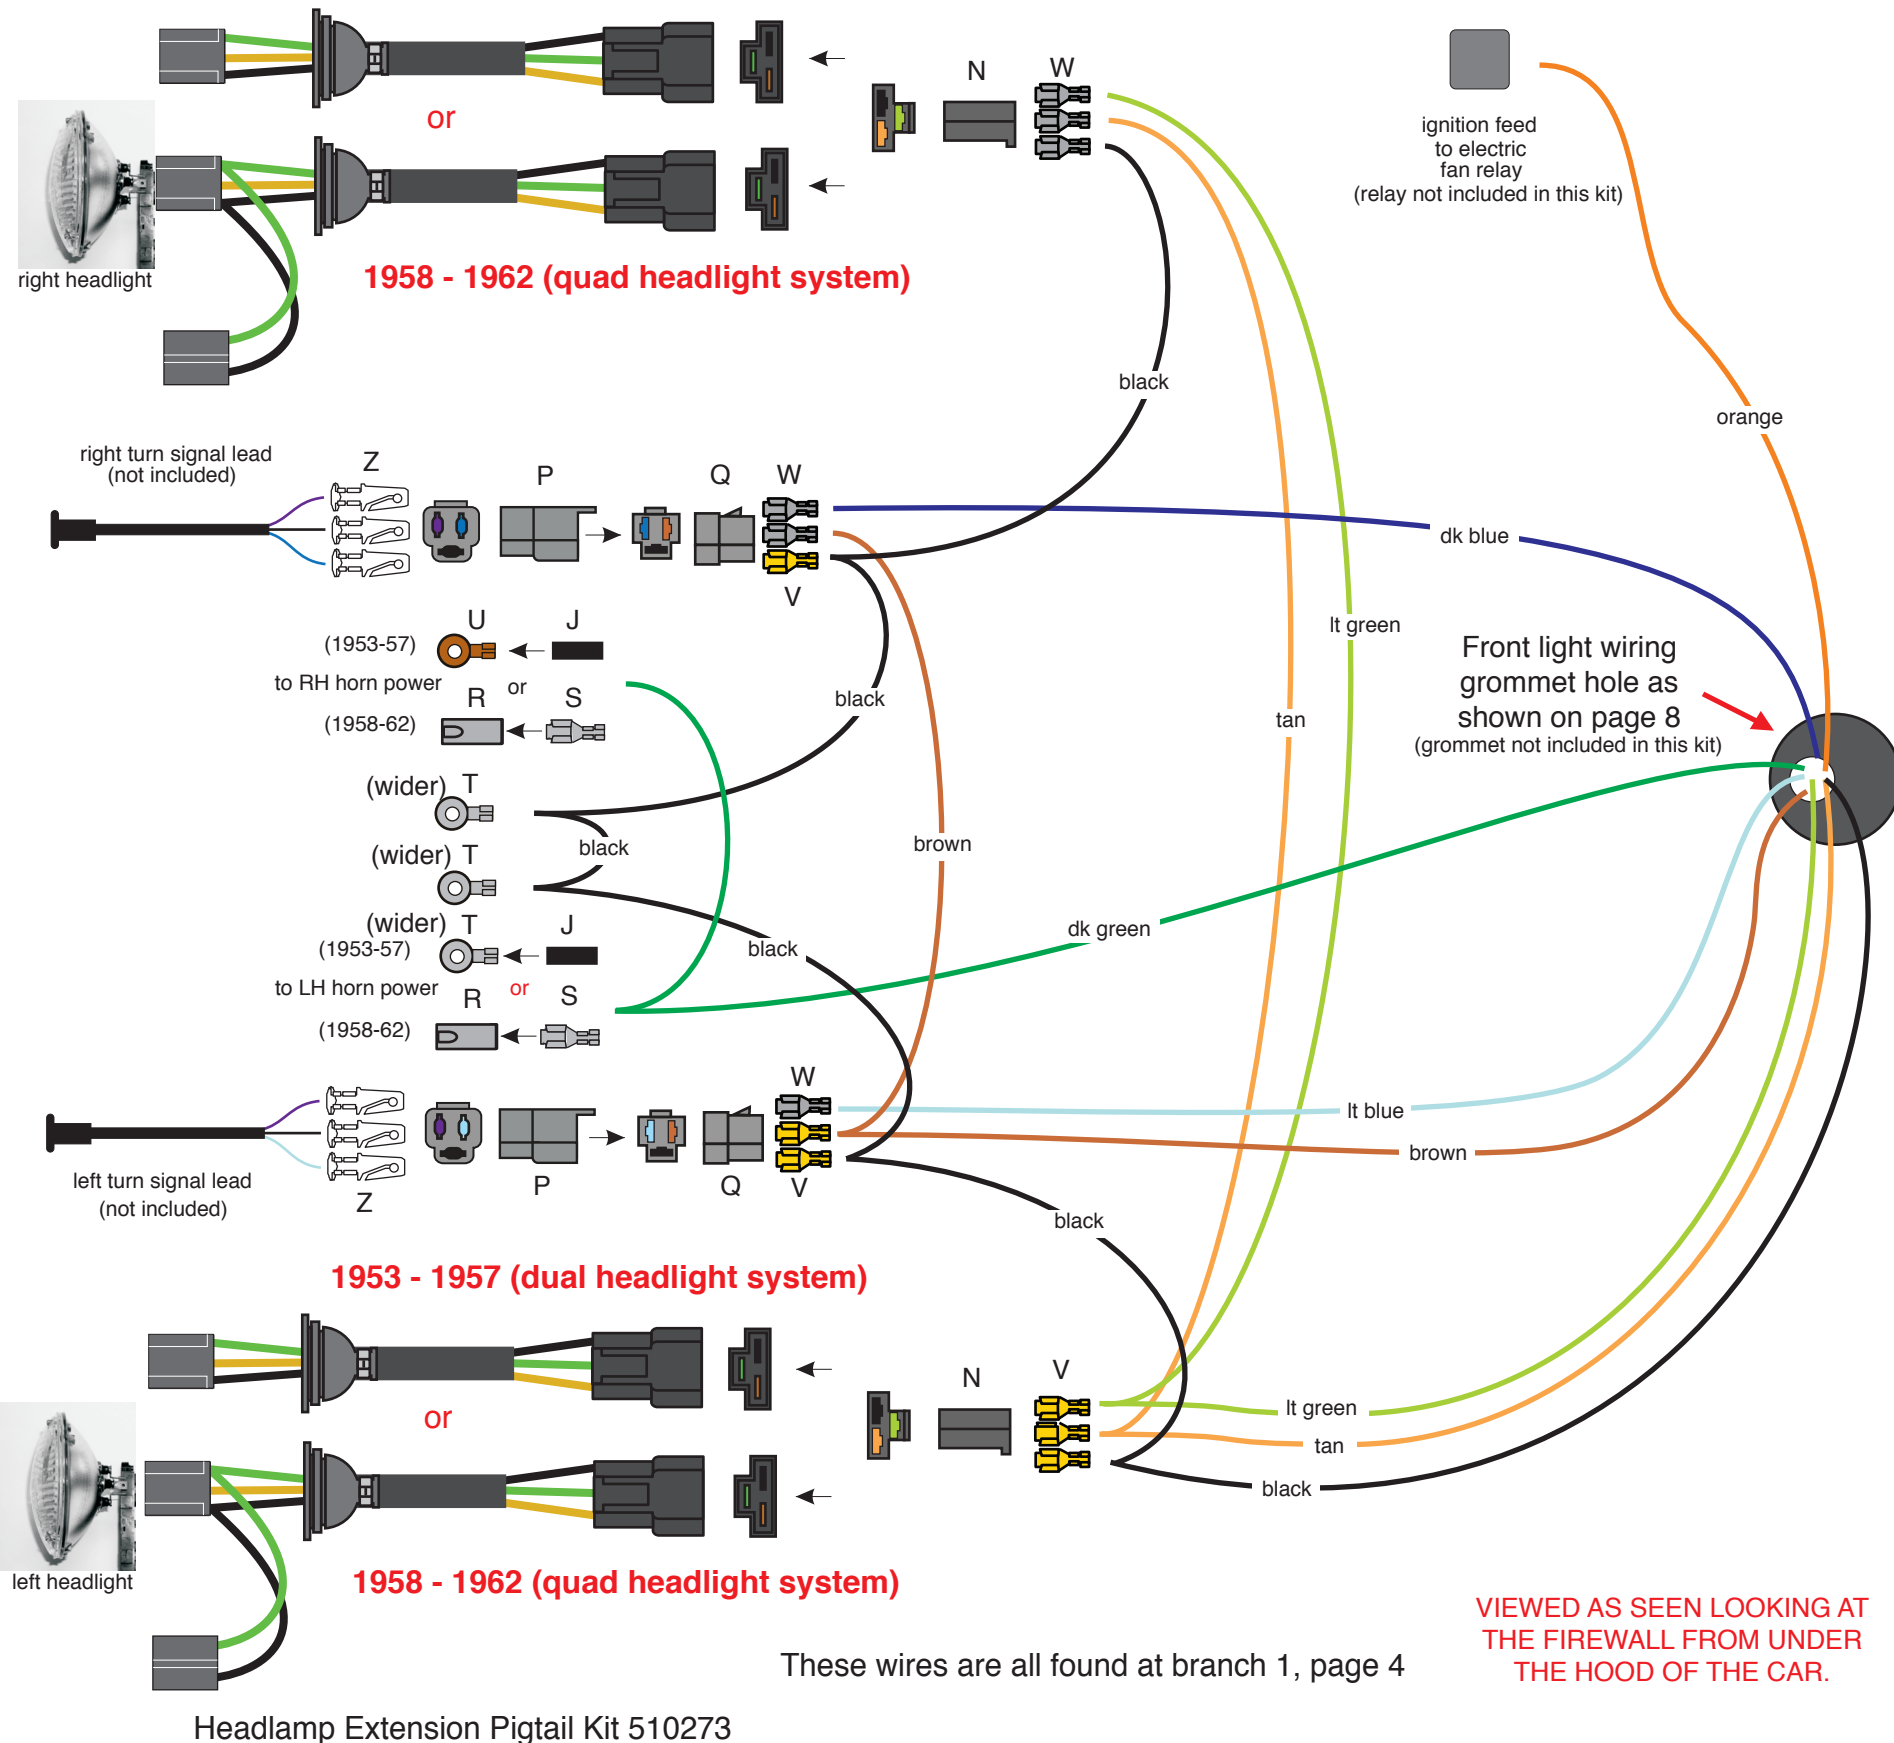 or
N
W
right headlight
1958 - 1962 (quad headlight system)
ignition feed
to electric
fan relay
(relay not included in this kit)
black
orange
right turn signal lead
(not included)
Z
P
Q
W
V
dk blue
lt green
tan
(1953-57)
U
J
to RH horn power
or
R
S
(1958-62)
black
Front light wiring
grommet hole as
shown on page 8
(grommet not included in this kit)
(wider) T
black
brown
(wider) T
(wider) T
(1953-57)
J
black
dk green
to LH horn power
R
or
S
(1958-62)
W
lt blue
brown
left turn signal lead
(not included)
Z
P
Q
V
black
1953 - 1957 (dual headlight system)
or
N
V
lt green
tan
black
left headlight
1958 - 1962 (quad headlight system)
VIEWED AS SEEN LOOKING AT
THE FIREWALL FROM UNDER
THE HOOD OF THE CAR.
These wires are all found at branch 1, page 4
Headlamp Extension Pigtail Kit 510273